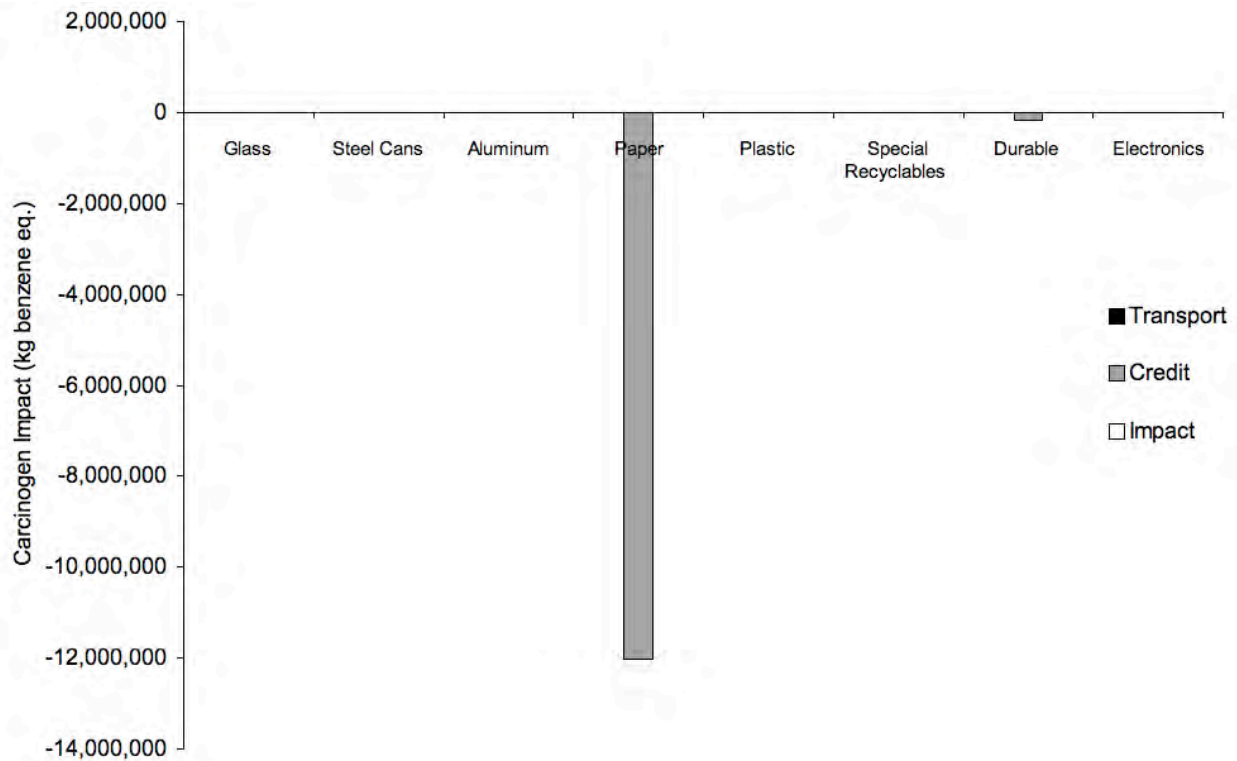 2,000,000
0
Glass
Steel Cans
Aluminum
Paper
Plastic
Special
Recyclables
Durable
Electronics
-2,000,000
-4,000,000
-6,000,000
-8,000,000
-10,000,000
-12,000,000
-14,000,000
Carcinogen Impact (kg benzene eq.)
Transport
Credit
Impact